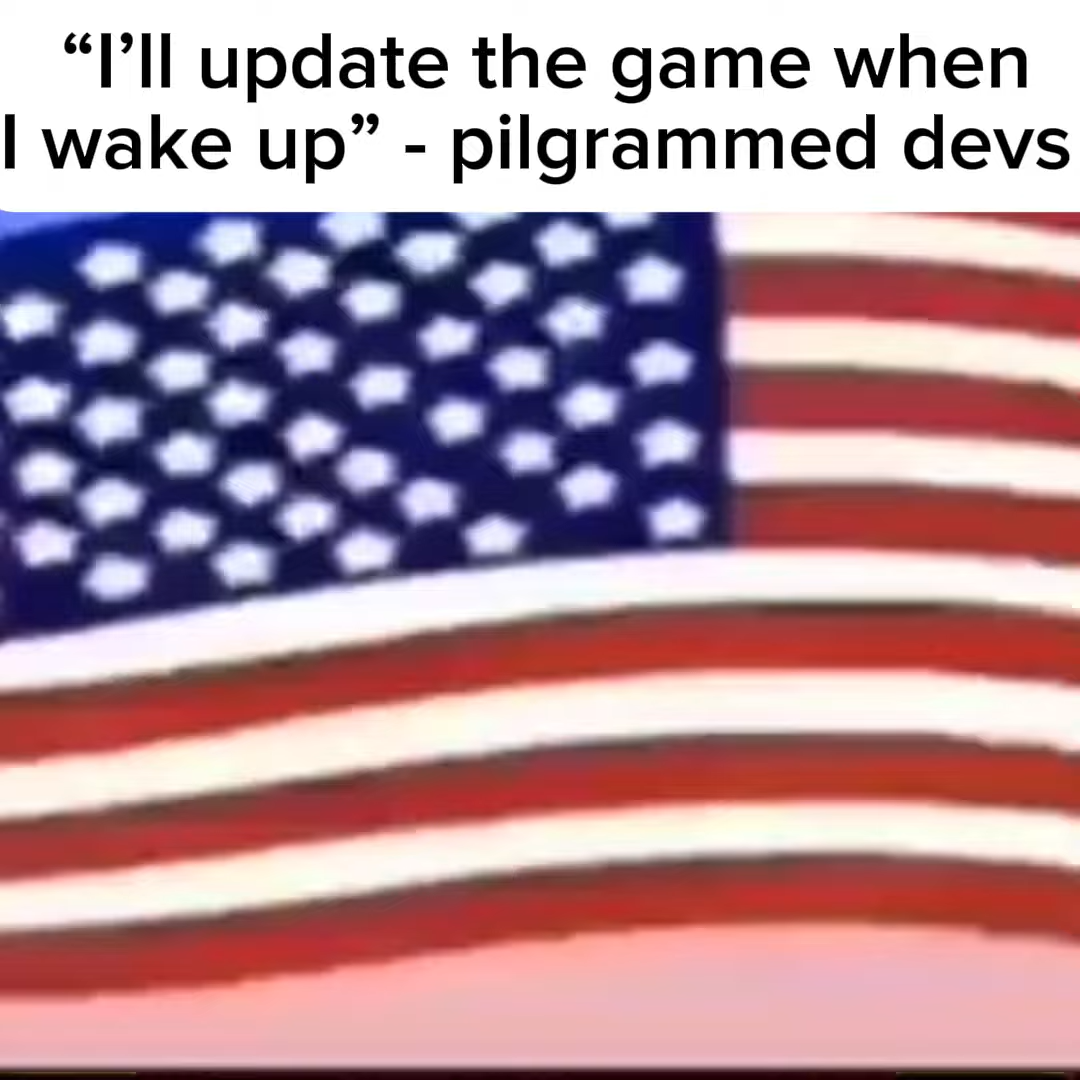 “I’ll update the game when
I wake up” - pilgrammed devs